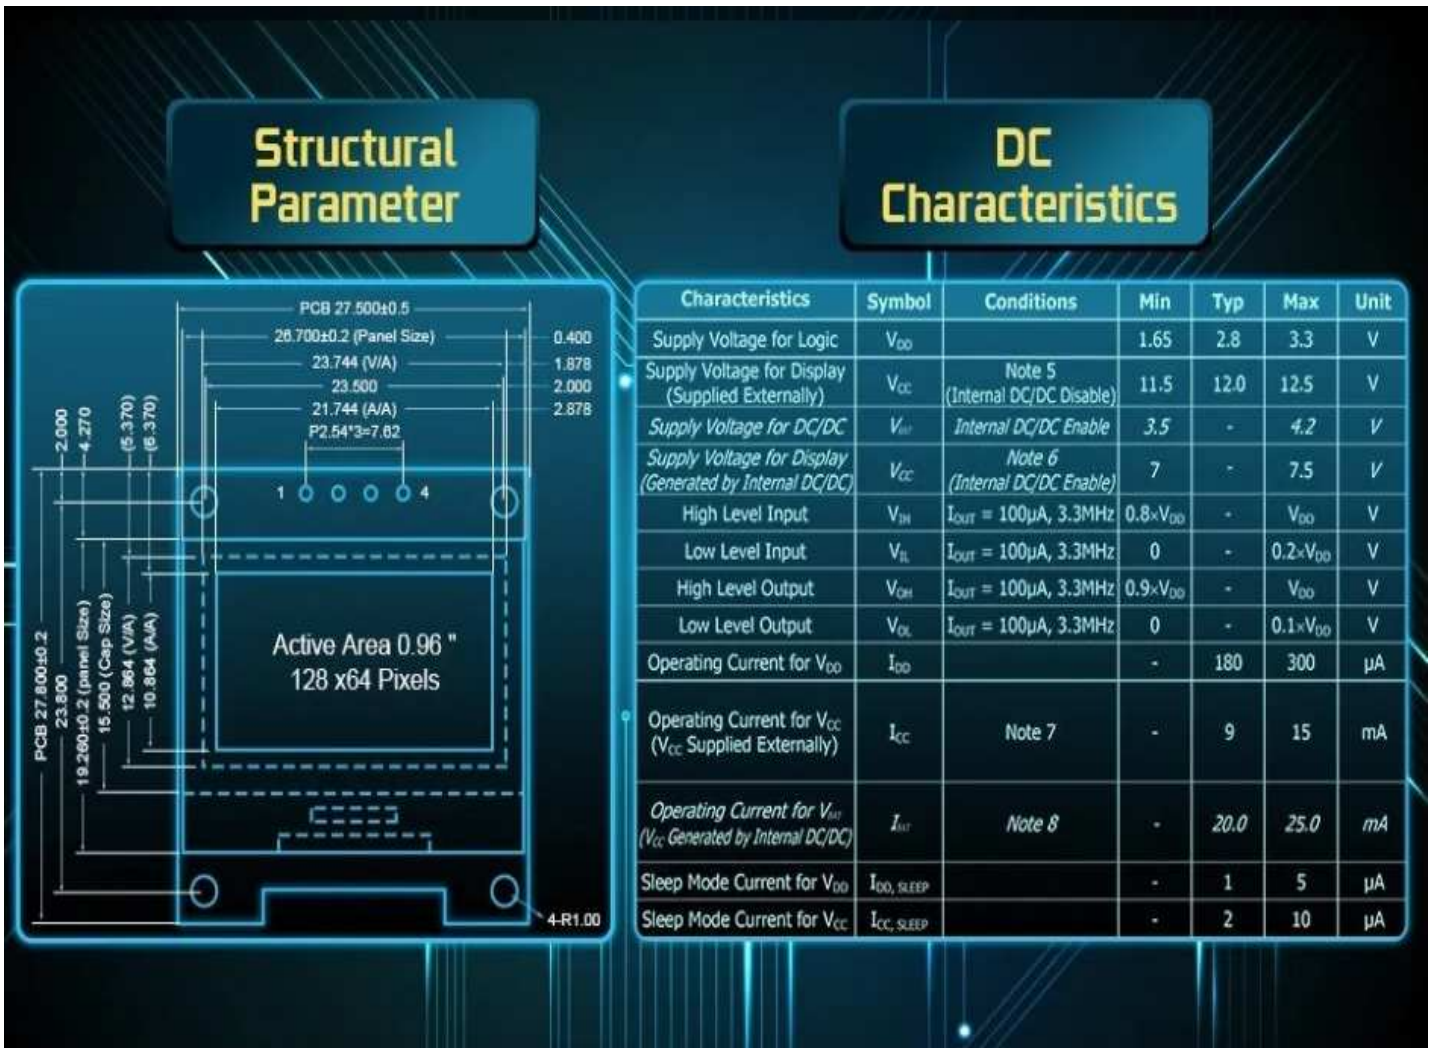 Structural
Parameter
DC
Characteristics
PCB 27.500±0.5
26.700±0.2 (Panel Size)
0.400
23.744 (V/A)
1.878
23.500
2.000
21.744 (A/A)
2.878
P2.54*3=7.62
2.000
4.270
(5.370)
(6.370)
1
4
PCB 27.800±0.2
23.800
19.260±0.2 (panel Size)
15.500 (Cap Size)
12.864 (V/A)
10.864 (A/A)
Active Area 0.96 "
128 x64 Pixels
4-R1.00
Characteristics Symbol Conditions Min Typ Max Unit
Supply Voltage for Logic VDD 1.65 2.8 3.3 V
Supply Voltage for Display
(Supplied Externally) VCC Note 5
(Internal DC/DC Disable) 11.5 12.0 12.5 V
Supply Voltage for DC/DC VBAT Internal DC/DC Enable 3.5 - 4.2 V
Supply Voltage for Display
(Generated by Internal DC/DC) VCC Note 6
(Internal DC/DC Enable) 7 - 7.5 V
High Level Input VIH IOUT = 100µA, 3.3MHz 0.8×VDD - VDD V
Low Level Input VIL IOUT = 100µA, 3.3MHz 0 - 0.2×VDD V
High Level Output VOH IOUT = 100µA, 3.3MHz 0.9×VDD - VDD V
Low Level Output VOL IOUT = 100µA, 3.3MHz 0 - 0.1×VDD V
Operating Current for VDD IDD - 180 300 µA
Operating Current for VCC
(VCC Supplied Externally) ICC Note 7 - 9 15 mA
Operating Current for VBAT
(VCC Generated by Internal DC/DC) IBAT Note 8 - 20.0 25.0 mA
Sleep Mode Current for VDD IDD, SLEEP - 1 5 µA
Sleep Mode Current for VCC ICC, SLEEP - 2 10 µA